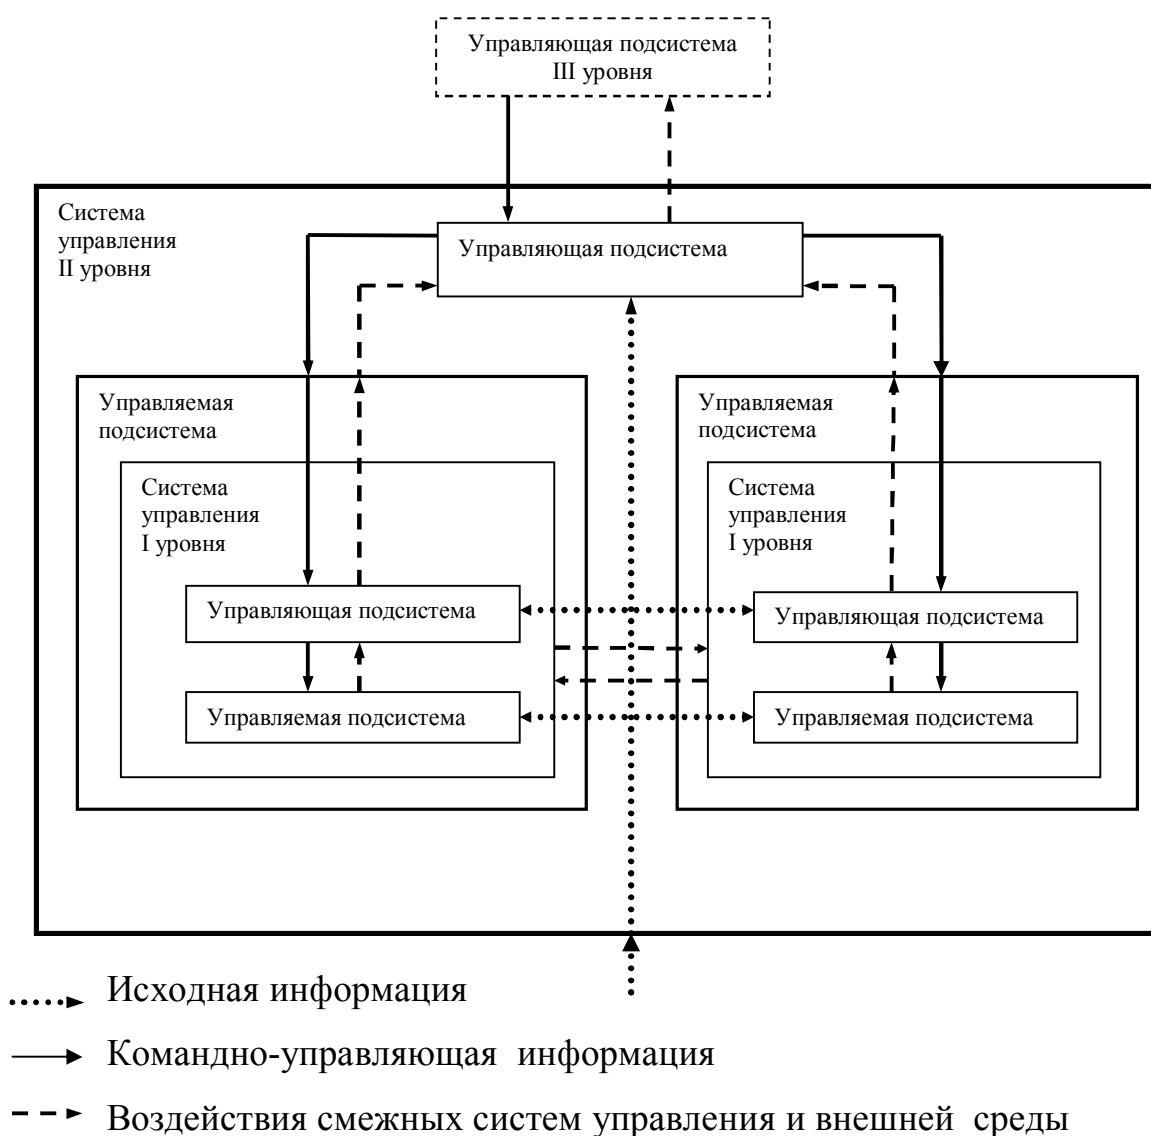 Управляющая подсистема
III уровня
Система
управления
II уровня
Управляющая подсистема
Управляемая
подсистема
Система
управления
I уровня
Управляющая подсистема
Управляемая подсистема
Управляемая
подсистема
Система
управления
I уровня
Управляющая подсистема
Управляемая подсистема
Исходная информация
Командно-управляющая информация
Воздействия смежных систем управления и внешней среды